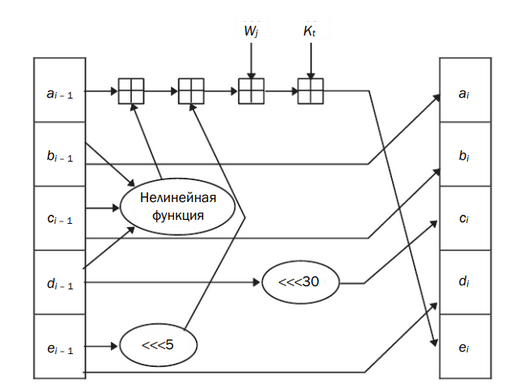 Wⱼ Kₜ
aᵢ₋₁ aᵢ
bᵢ₋₁ bᵢ
Нелинейная
функция
cᵢ₋₁ cᵢ
dᵢ₋₁ <<<30 dᵢ
eᵢ₋₁ <<<5 eᵢ